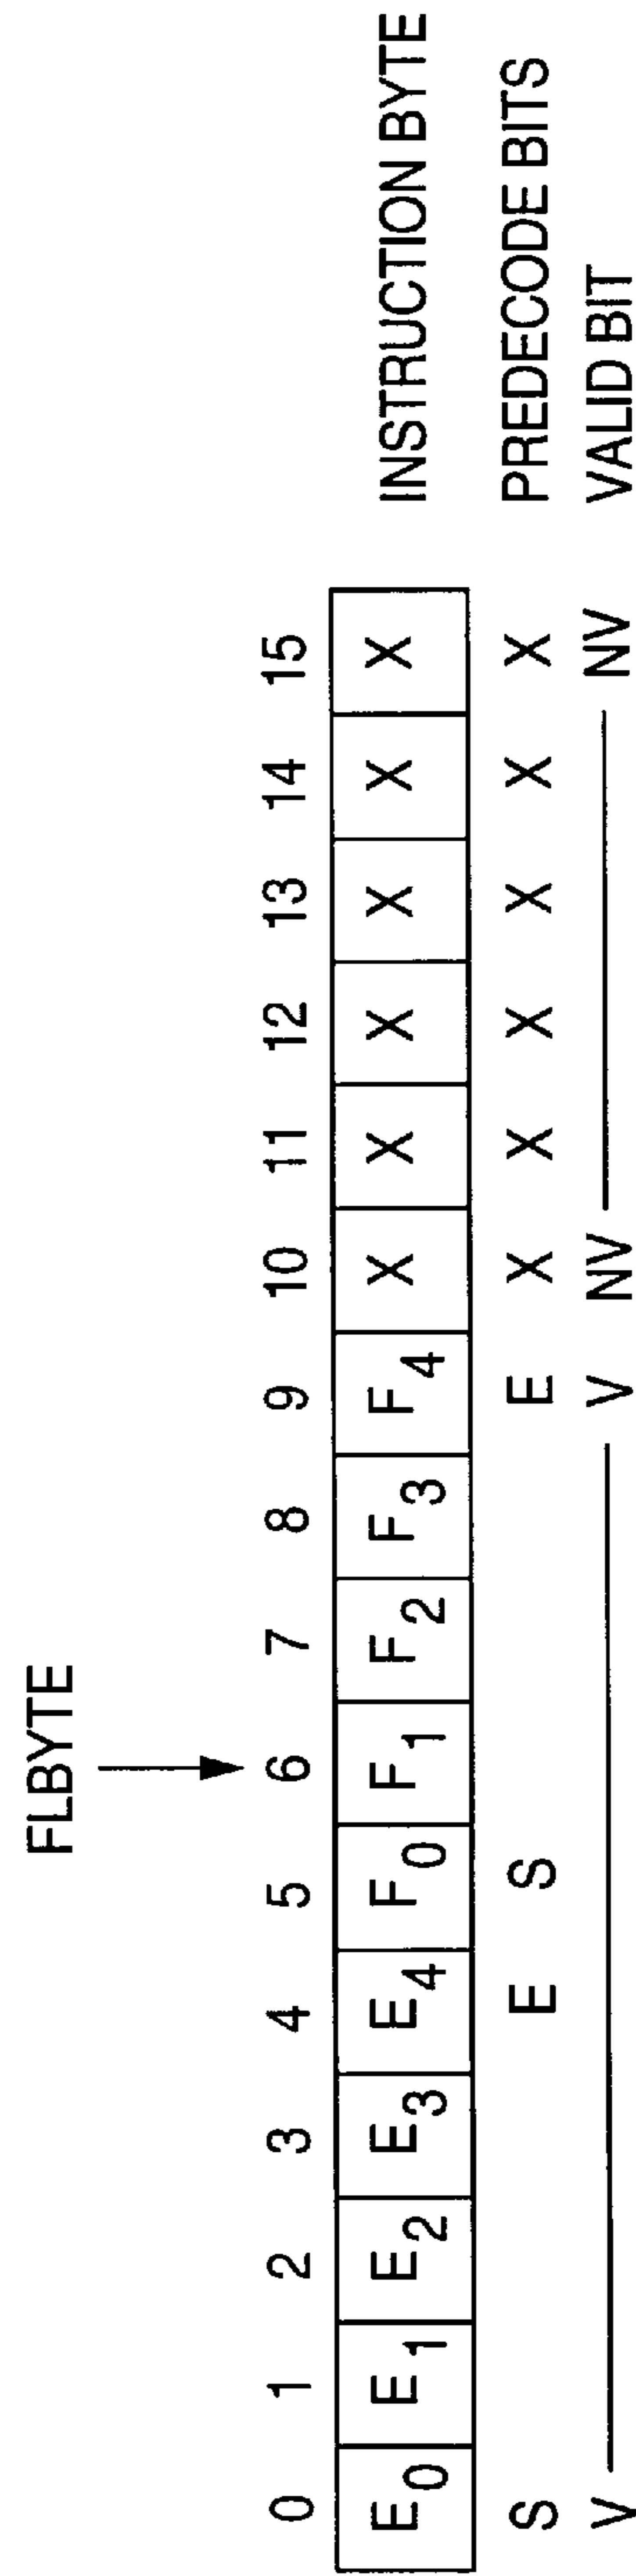 FLBYTE
0 1 2 3 4 5 6 7 8 9 10 11 12 13 14 15
E0 E1 E2 E3 E4 F0 F1 F2 F3 F4 X X X X X X INSTRUCTION BYTE
S E S E X X X X X X PREDECODE BITS
V V NV NV VALID BIT